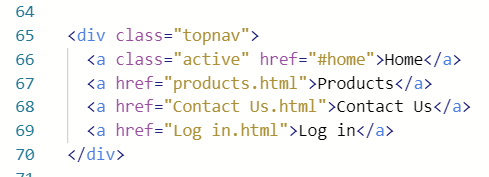 64
65 <div class="topnav">
66 <a class="active" href="#home">Home</a>
67 <a href="products.html">Products</a>
68 <a href="Contact Us.html">Contact Us</a>
69 <a href="Log in.html">Log in</a>
70 </div>
71